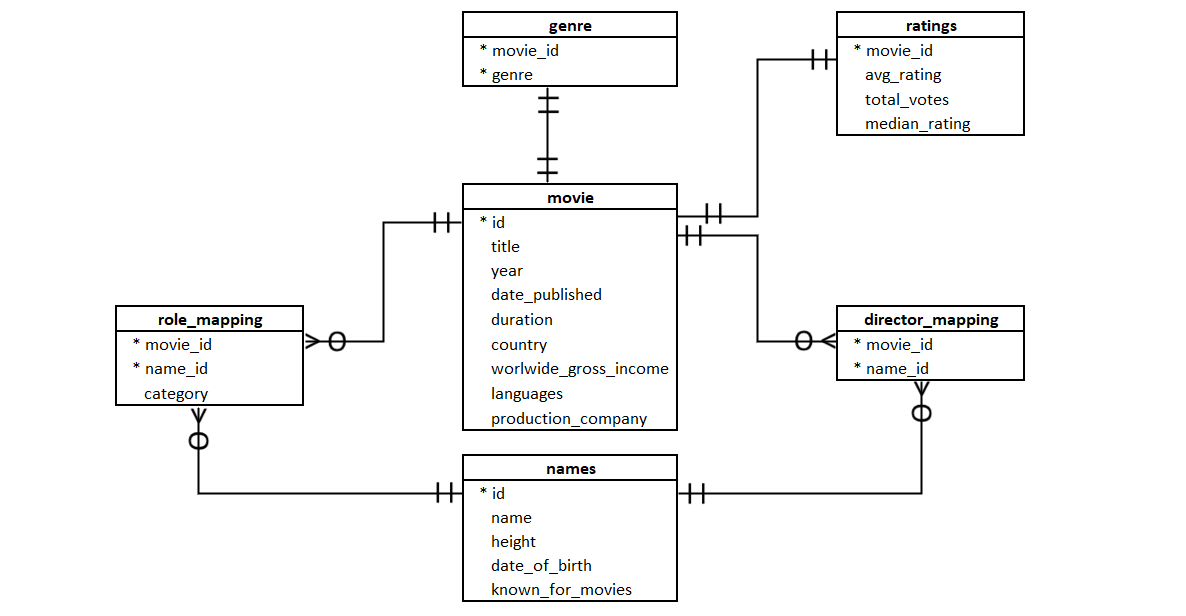 genre
* movie_id
* genre
ratings
* movie_id
avg_rating
total_votes
median_rating
movie
* id
title
year
date_published
duration
country
worlwide_gross_income
languages
production_company
role_mapping
* movie_id
* name_id
category
director_mapping
* movie_id
* name_id
names
* id
name
height
date_of_birth
known_for_movies